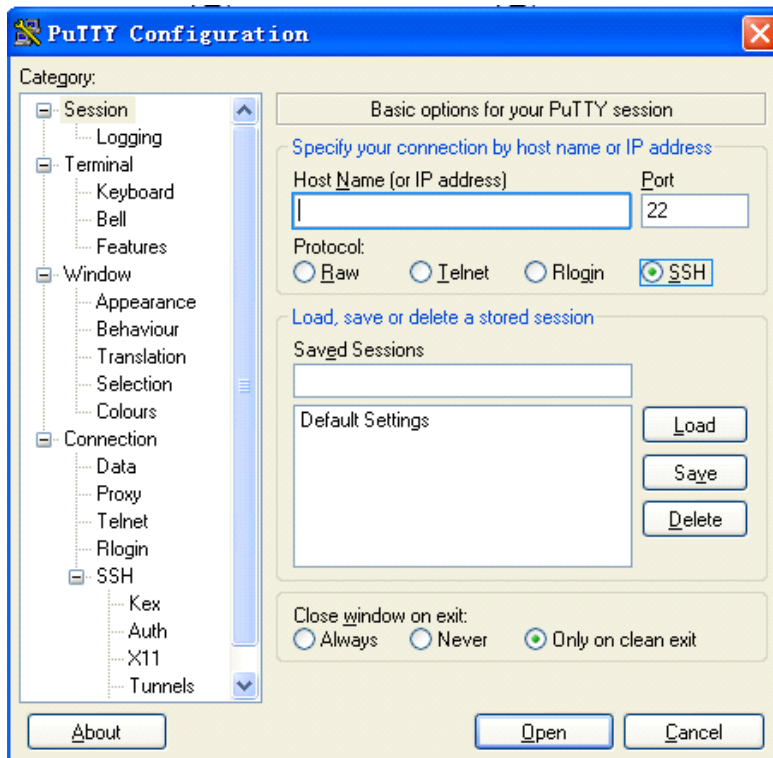 PuTTY Configuration
Category:
Session
Logging
Terminal
Keyboard
Bell
Features
Window
Appearance
Behaviour
Translation
Selection
Colours
Connection
Data
Proxy
Telnet
Rlogin
SSH
Kex
Auth
X11
Tunnels
Basic options for your PuTTY session
Specify your connection by host name or IP address
Host Name (or IP address) Port
22
Protocol:
Raw Telnet Rlogin SSH
Load, save or delete a stored session
Saved Sessions
Default Settings
Load
Save
Delete
Close window on exit:
Always Never Only on clean exit
About Open Cancel